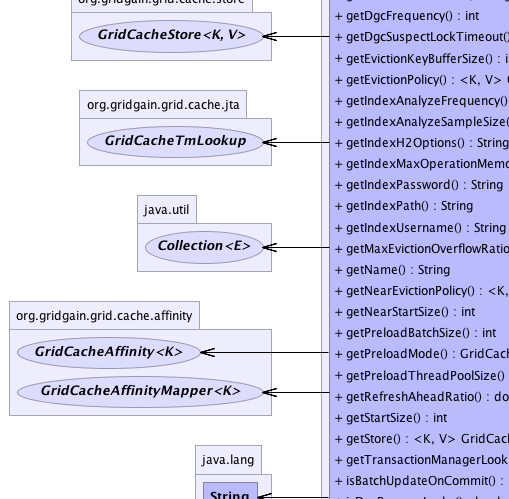 org.gridgain.grid.cache.store
GridCacheStore<K, V>
org.gridgain.grid.cache.jta
GridCacheTmLookup
java.util
Collection<E>
org.gridgain.grid.cache.affinity
GridCacheAffinity<K>
GridCacheAffinityMapper<K>
java.lang
String
+ getDgcFrequency() : int
+ getDgcSuspectLockTimeout()
+ getEvictionKeyBufferSize() : i
+ getEvictionPolicy() : <K, V> G
+ getIndexAnalyzeFrequency()
+ getIndexAnalyzeSampleSize(
+ getIndexH2Options() : String
+ getIndexMaxOperationMemo
+ getIndexPassword() : String
+ getIndexPath() : String
+ getIndexUsername() : String
+ getMaxEvictionOverflowRatio
+ getName() : String
+ getNearEvictionPolicy() : <K,
+ getNearStartSize() : int
+ getPreloadBatchSize() : int
+ getPreloadMode() : GridCach
+ getPreloadThreadPoolSize()
+ getRefreshAheadRatio() : do
+ getStartSize() : int
+ getStore() : <K, V> GridCac
+ getTransactionManagerLook
+ isBatchUpdateOnCommit() :